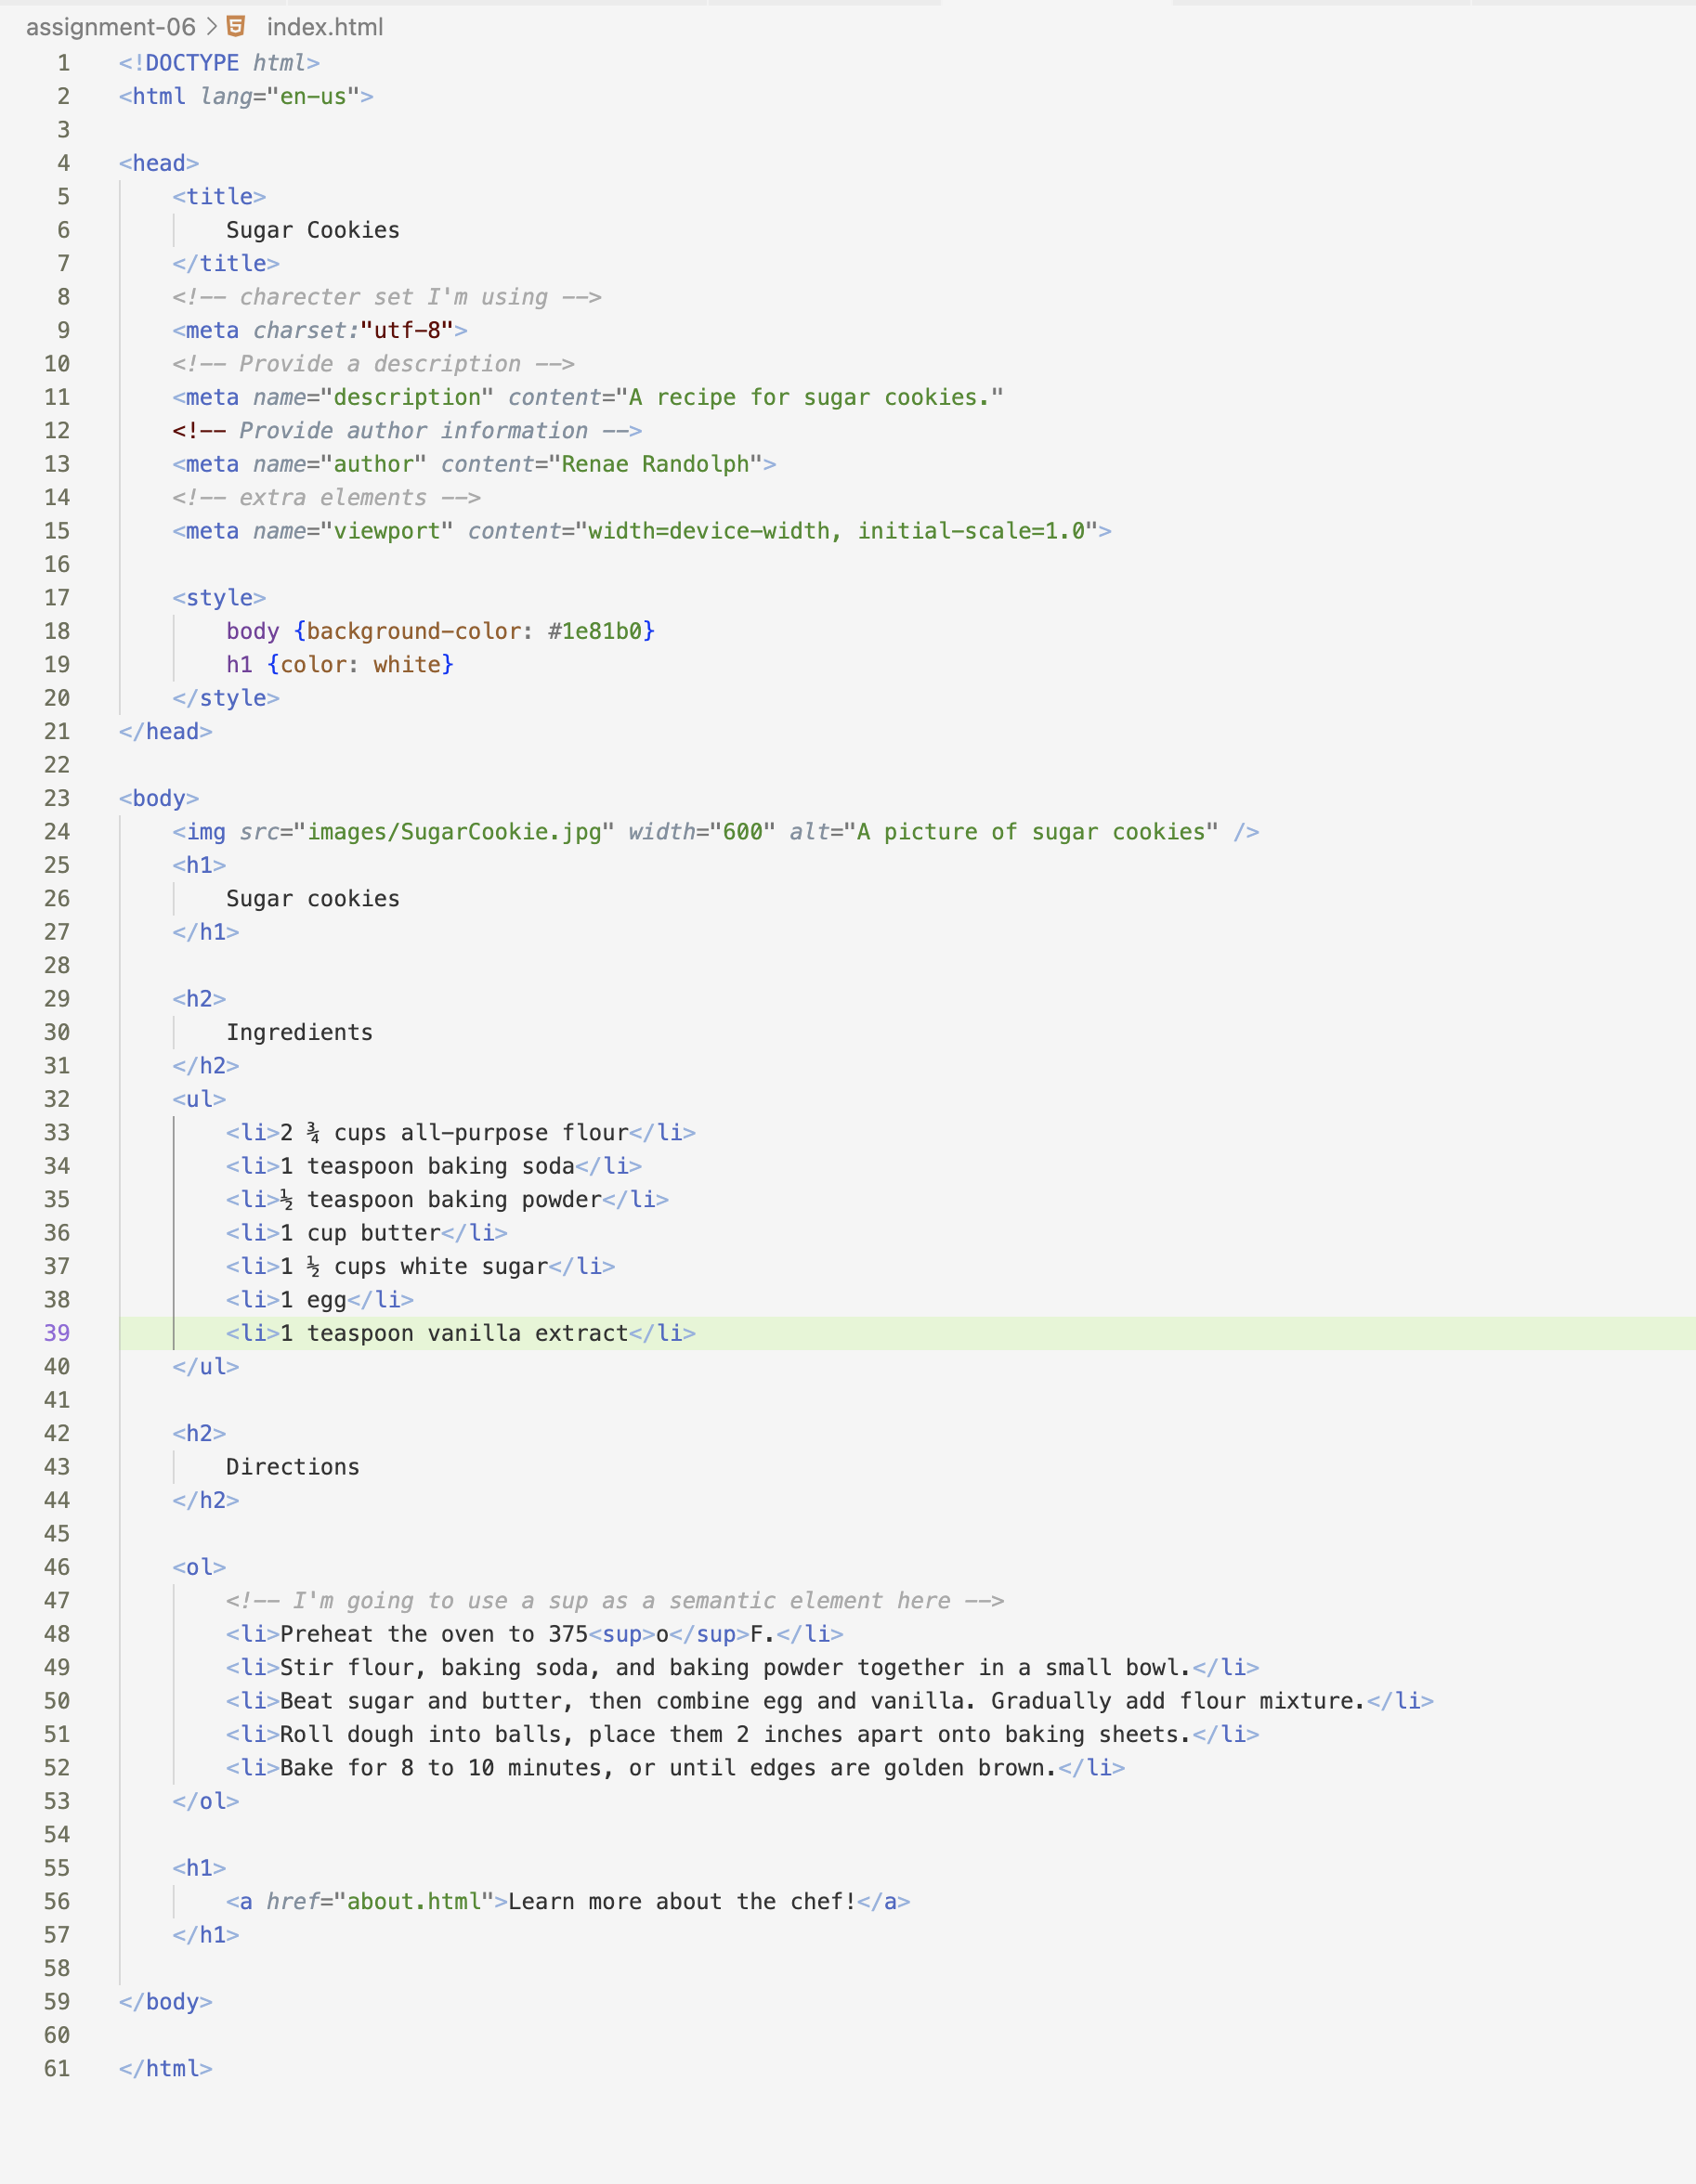 assignment-06 > index.html
1 <!DOCTYPE html>
2 <html lang="en-us">
3
4 <head>
5     <title>
6         Sugar Cookies
7     </title>
8     <!-- charecter set I'm using -->
9     <meta charset:"utf-8">
10     <!-- Provide a description -->
11     <meta name="description" content="A recipe for sugar cookies."
12     <!-- Provide author information -->
13     <meta name="author" content="Renae Randolph">
14     <!-- extra elements -->
15     <meta name="viewport" content="width=device-width, initial-scale=1.0">
16
17     <style>
18         body {background-color: #1e81b0}
19         h1 {color: white}
20     </style>
21 </head>
22
23 <body>
24     <img src="images/SugarCookie.jpg" width="600" alt="A picture of sugar cookies" />
25     <h1>
26         Sugar cookies
27     </h1>
28
29     <h2>
30         Ingredients
31     </h2>
32     <ul>
33         <li>2 ¾ cups all-purpose flour</li>
34         <li>1 teaspoon baking soda</li>
35         <li>½ teaspoon baking powder</li>
36         <li>1 cup butter</li>
37         <li>1 ½ cups white sugar</li>
38         <li>1 egg</li>
39         <li>1 teaspoon vanilla extract</li>
40     </ul>
41
42     <h2>
43         Directions
44     </h2>
45
46     <ol>
47         <!-- I'm going to use a sup as a semantic element here -->
48         <li>Preheat the oven to 375<sup>o</sup>F.</li>
49         <li>Stir flour, baking soda, and baking powder together in a small bowl.</li>
50         <li>Beat sugar and butter, then combine egg and vanilla. Gradually add flour mixture.</li>
51         <li>Roll dough into balls, place them 2 inches apart onto baking sheets.</li>
52         <li>Bake for 8 to 10 minutes, or until edges are golden brown.</li>
53     </ol>
54
55     <h1>
56         <a href="about.html">Learn more about the chef!</a>
57     </h1>
58
59 </body>
60
61 </html>